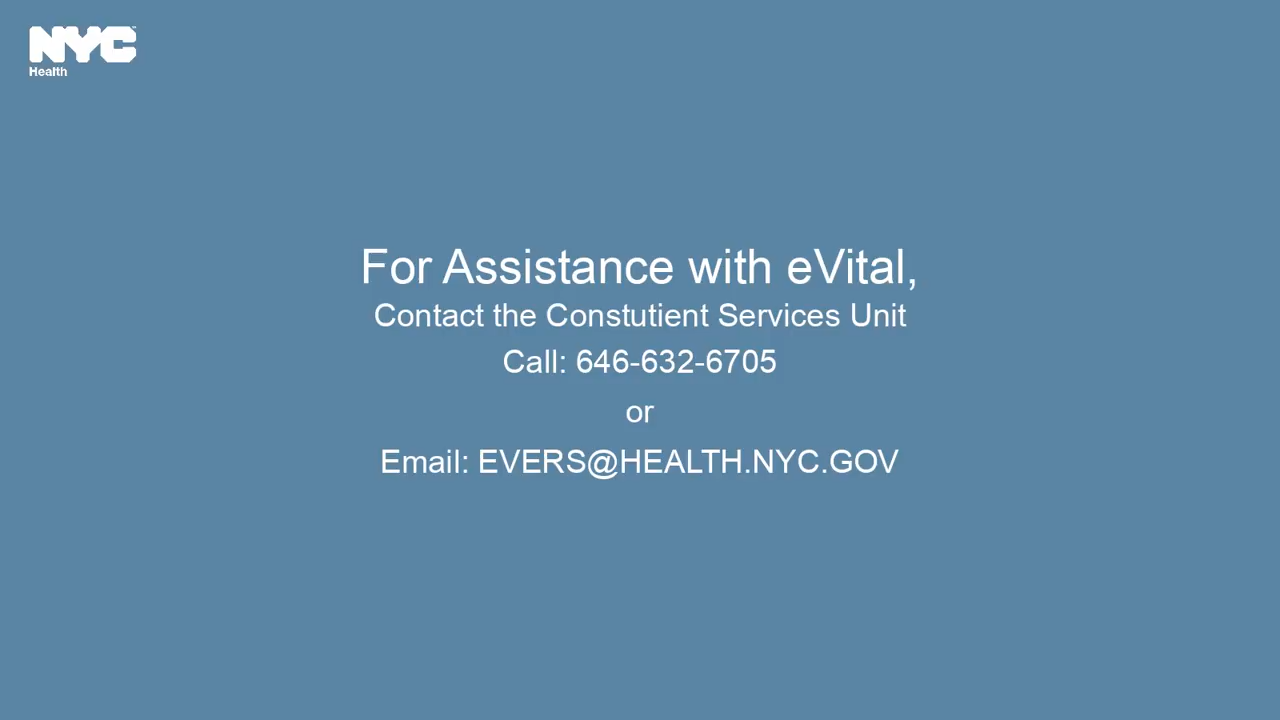 NYC
Health
For Assistance with eVital,
Contact the Constutient Services Unit
Call: 646-632-6705
or
Email: EVERS@HEALTH.NYC.GOV